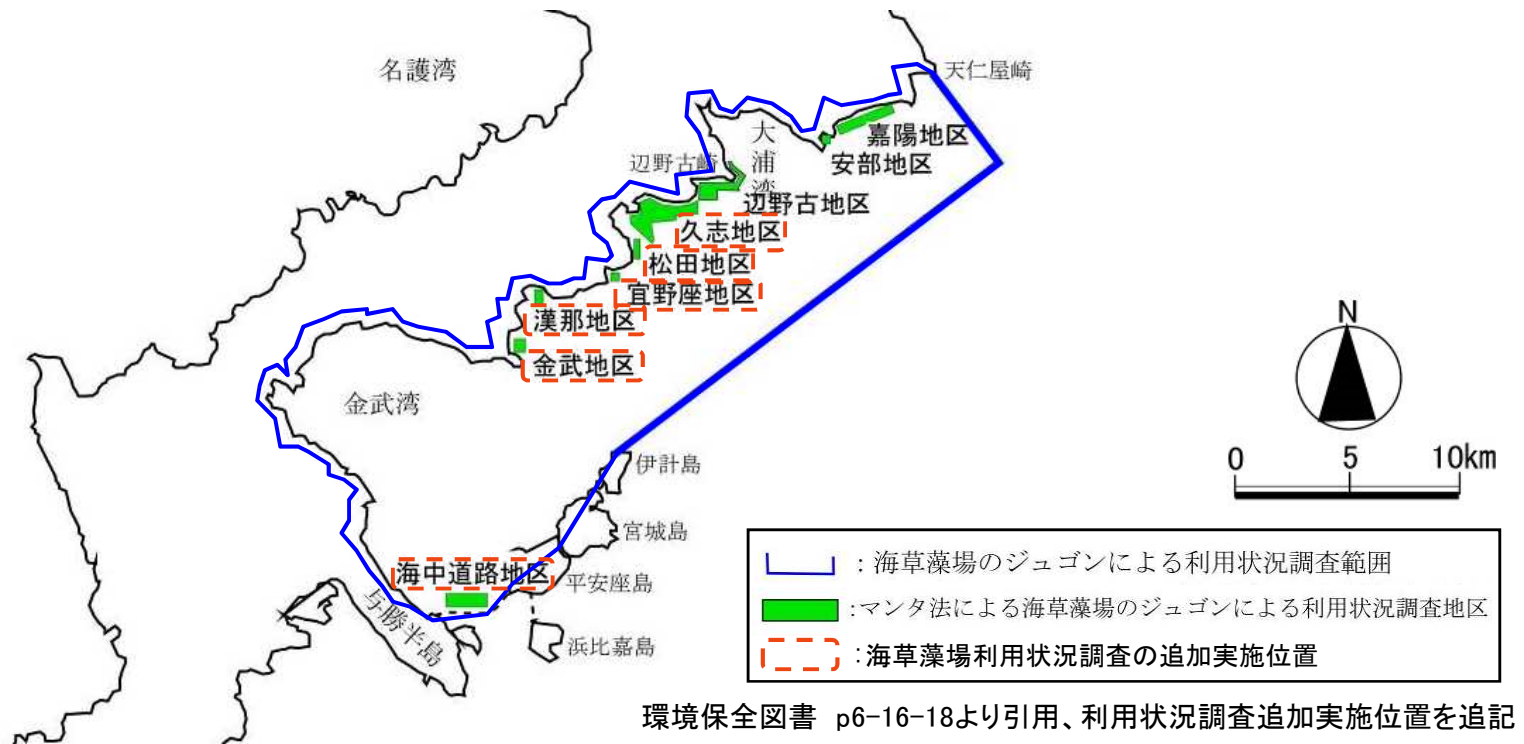 名護湾
天仁屋崎
嘉陽地区
安部地区
大浦湾
辺野古崎
辺野古地区
久志地区
松田地区
宜野座地区
漢那地区
金武地区
金武湾
伊計島
宮城島
海中道路地区
平安座島
与勝半島
浜比嘉島
N
0 5 10km
：海草藻場のジュゴンによる利用状況調査範囲
：マンタ法による海草藻場のジュゴンによる利用状況調査地区
：海草藻場利用状況調査の追加実施位置
環境保全図書 p6-16-18より引用、利用状況調査追加実施位置を追記